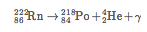 ²²²₈₆Rn → ²¹⁸₈₄Po + ⁴₂He + γ